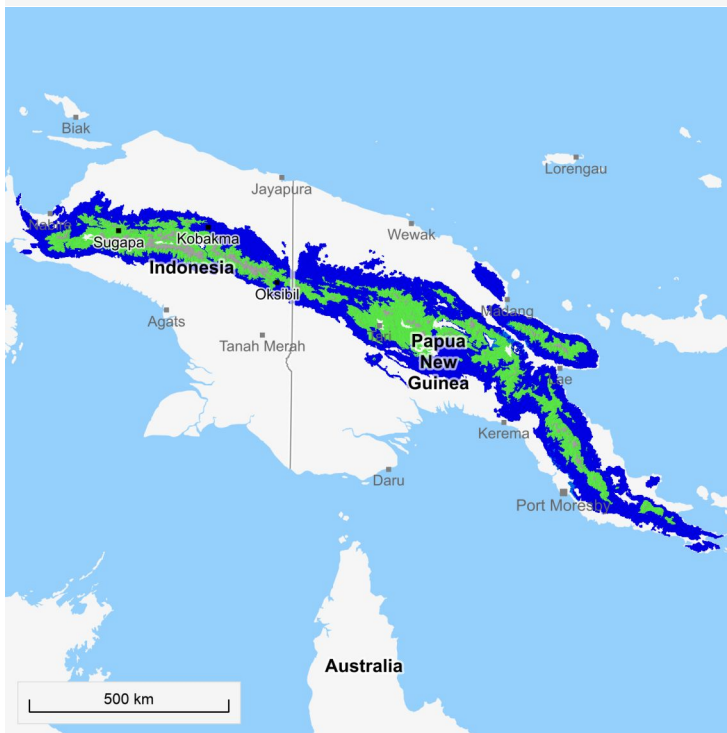 Biak
Lorengau
Jayapura
Wewak
Sugapa
Kobakma
Indonesia
Oksibil
Madang
Agats
Tanah Merah
Papua
New
Guinea
Lae
Kerema
Daru
Port Moresby
Australia
500 km